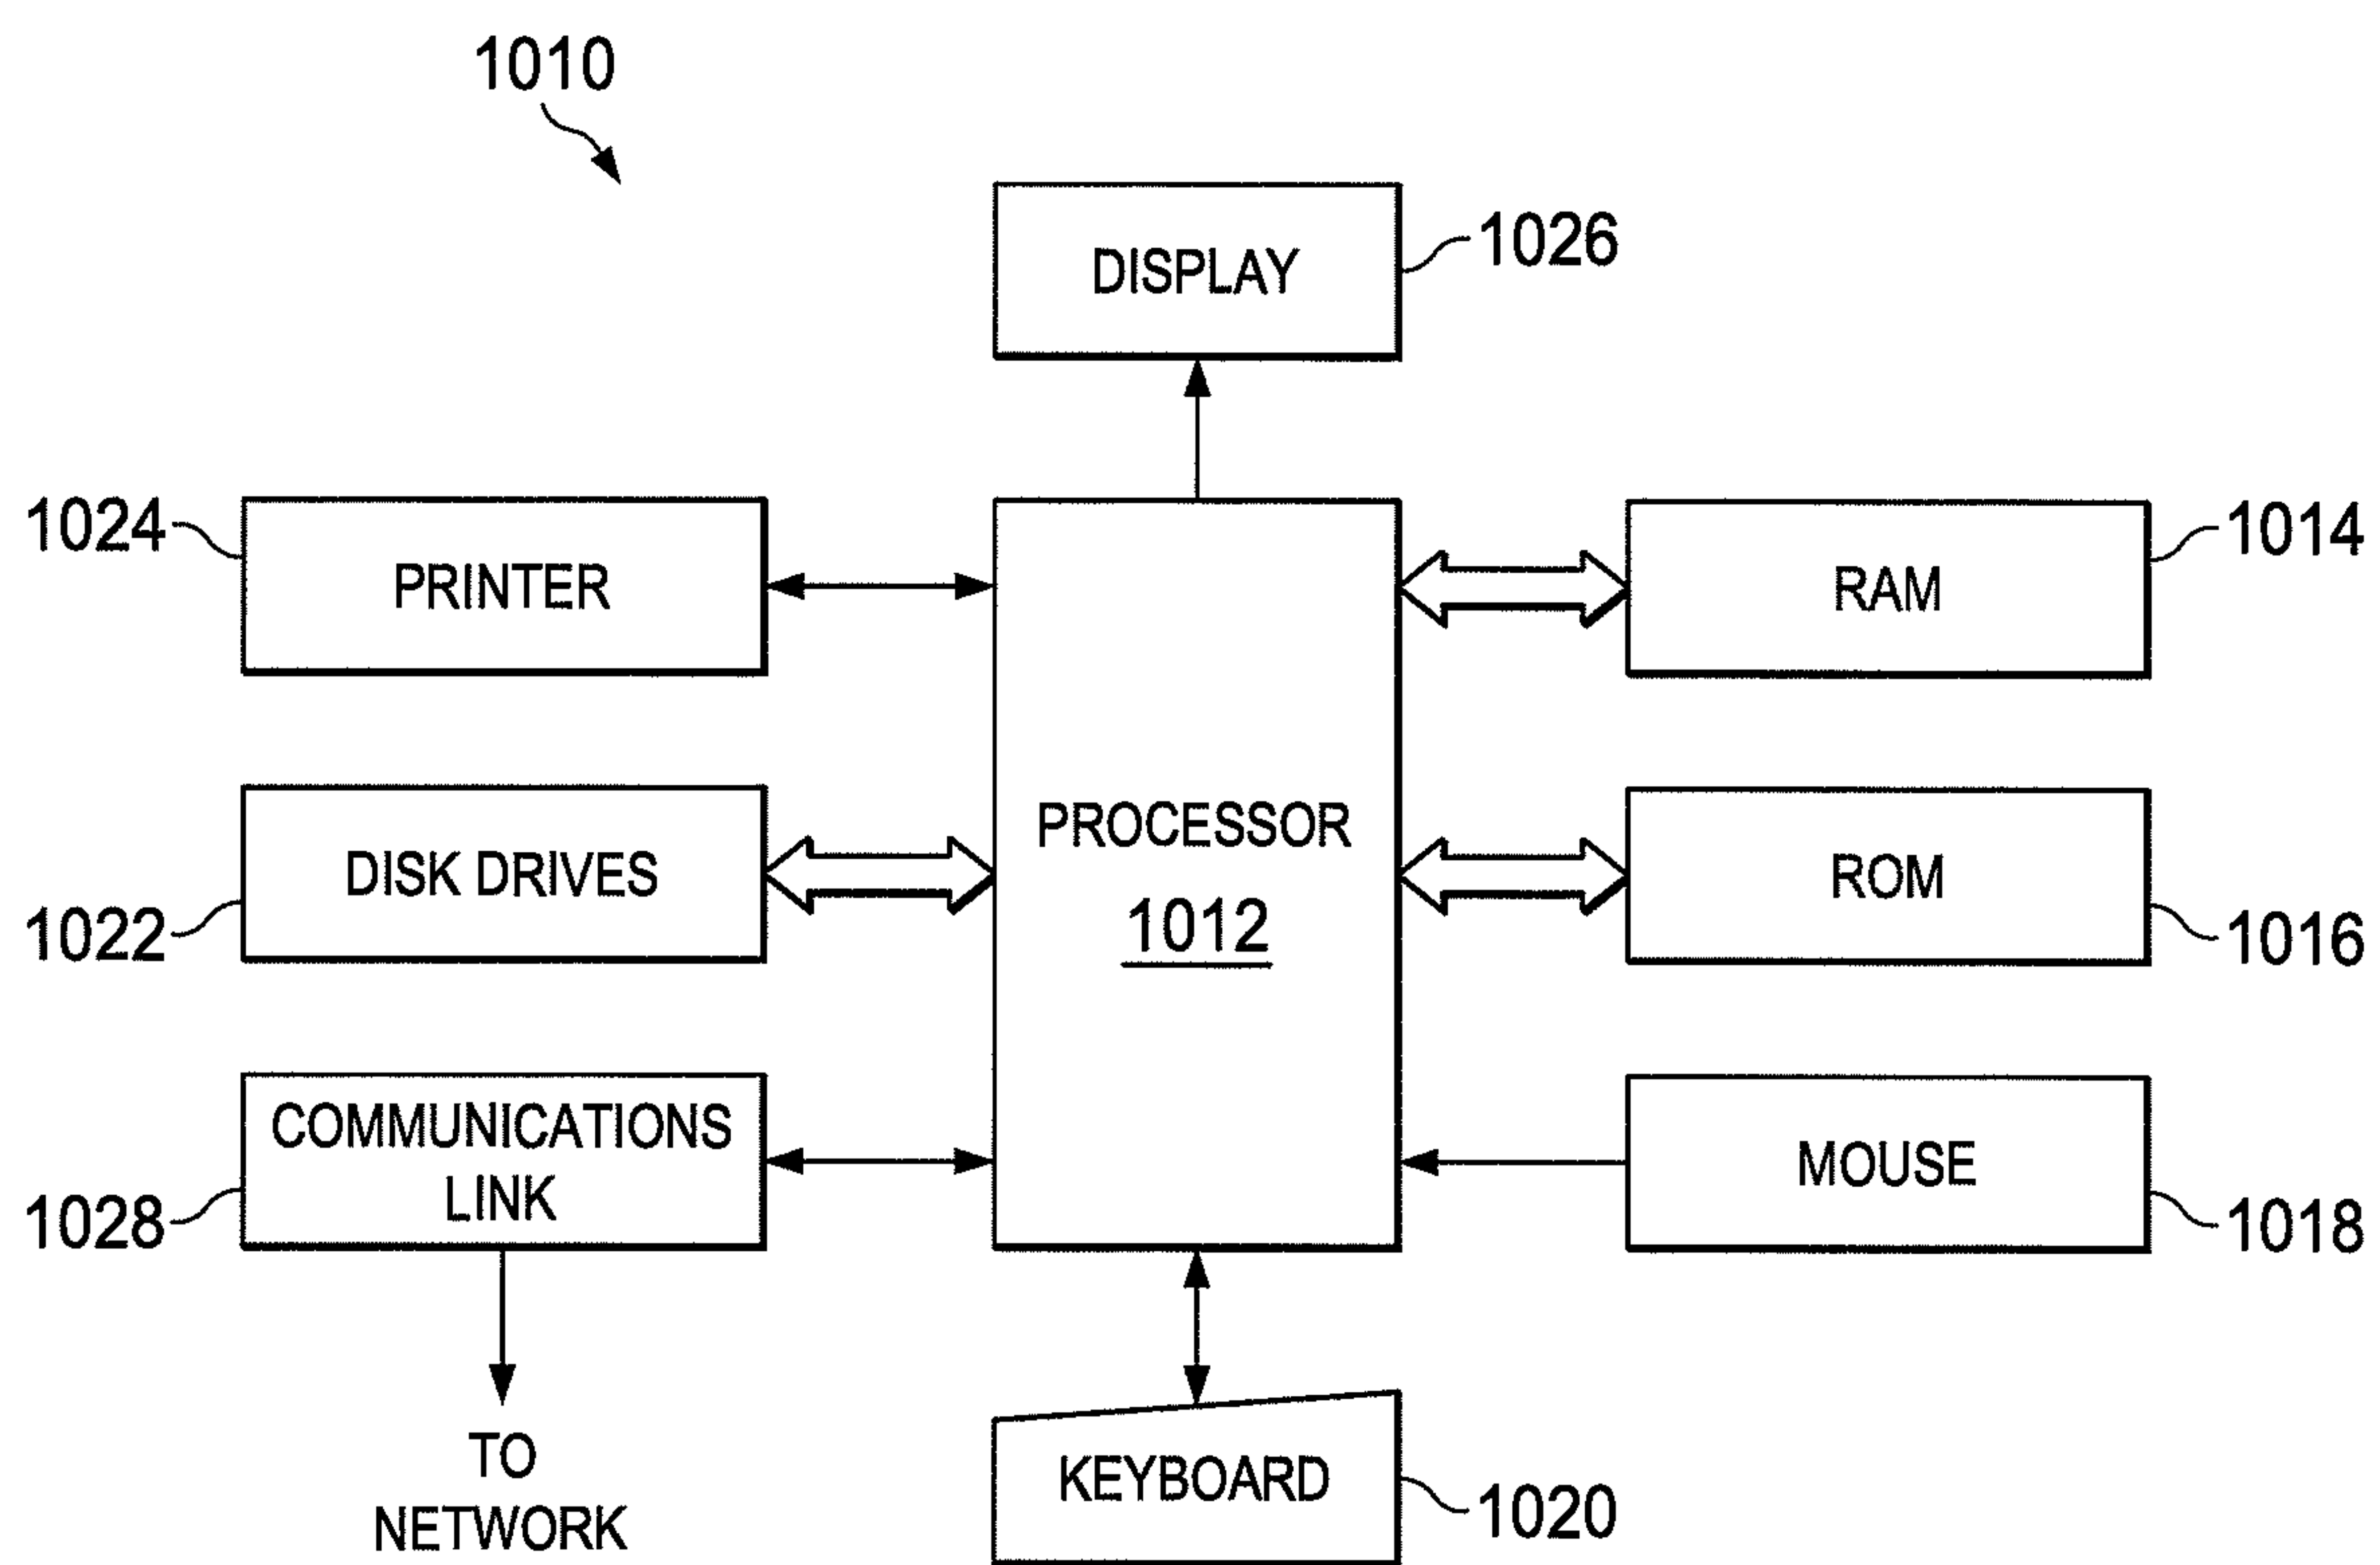 1010
DISPLAY
1026
1024
PRINTER
RAM
1014
DISK DRIVES
1022
PROCESSOR
1012
ROM
1016
COMMUNICATIONS
LINK
1028
MOUSE
1018
TO
NETWORK
KEYBOARD
1020